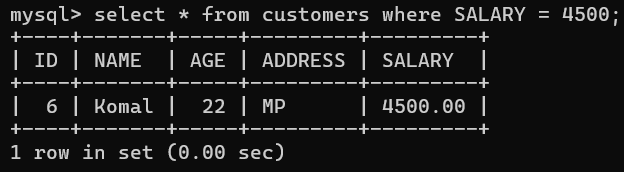 mysql> select * from customers where SALARY = 4500;
+----+-------+-----+---------+---------+
| ID | NAME  | AGE | ADDRESS | SALARY  |
+----+-------+-----+---------+---------+
|  6 | Komal |  22 | MP      | 4500.00 |
+----+-------+-----+---------+---------+
1 row in set (0.00 sec)